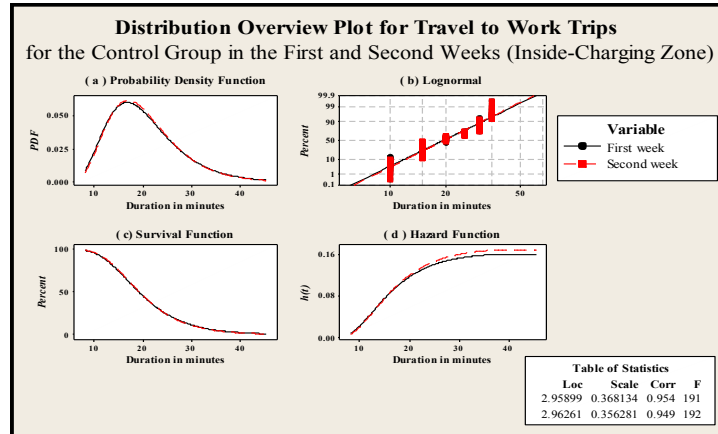 Distribution Overview Plot for Travel to Work Trips
for the Control Group in the First and Second Weeks (Inside-Charging Zone)
( a ) Probability Density Function
PDF
0.050
0.025
0.000
10 20 30 40
Duration in minutes
( b ) Lognormal
Percent
99.9
99
90
50
10
1
0.1
10 20 50
Duration in minutes
Variable
First week
Second week
(c) Survival Function
Percent
100
50
0
10 20 30 40
Duration in minutes
( d ) Hazard Function
h(t)
0.16
0.08
0.00
10 20 30 40
Duration in minutes
Table of Statistics
Loc Scale Corr F
2.95899 0.368134 0.954 191
2.96261 0.356281 0.949 192